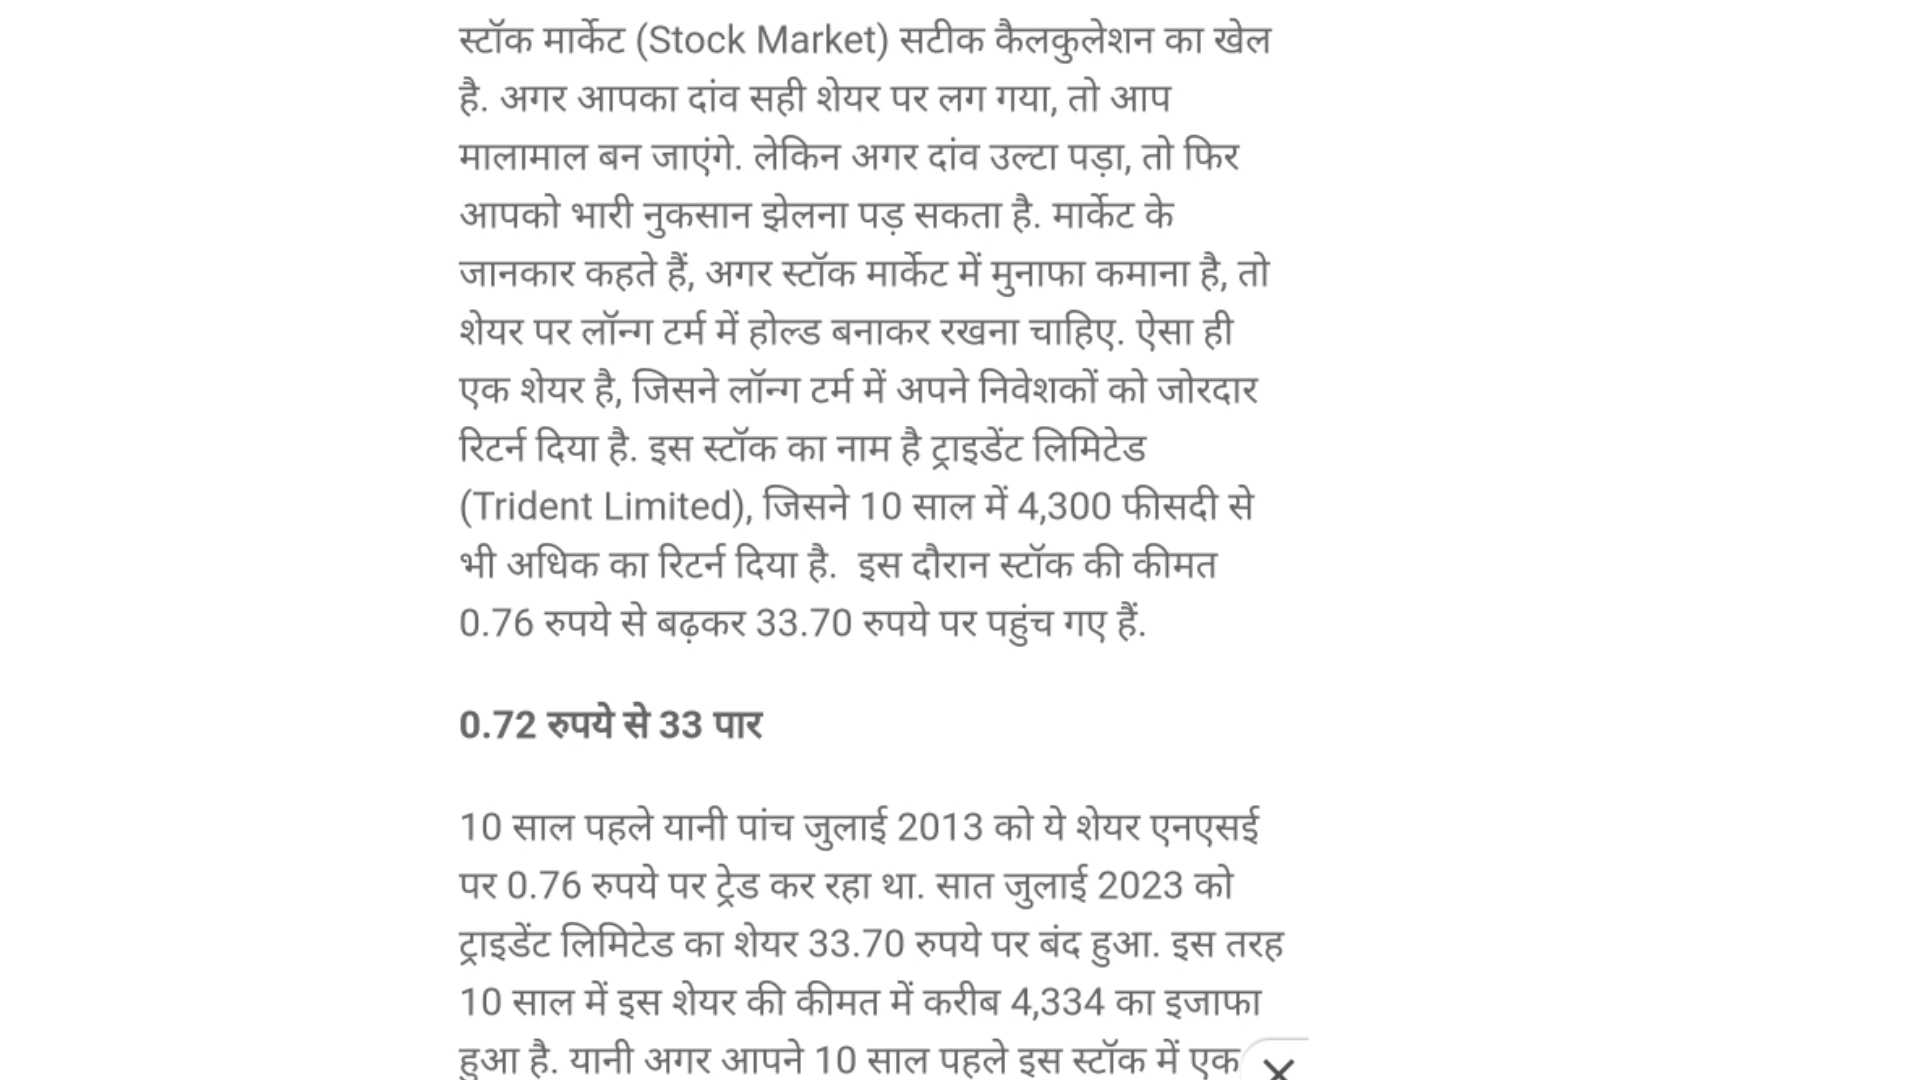 स्टॉक मार्केट (Stock Market) सटीक कैलकुलेशन का खेल
है. अगर आपका दांव सही शेयर पर लग गया, तो आप
मालामाल बन जाएंगे. लेकिन अगर दांव उल्टा पड़ा, तो फिर
आपको भारी नुकसान झेलना पड़ सकता है. मार्केट के
जानकार कहते हैं, अगर स्टॉक मार्केट में मुनाफा कमाना है, तो
शेयर पर लॉन्ग टर्म में होल्ड बनाकर रखना चाहिए. ऐसा ही
एक शेयर है, जिसने लॉन्ग टर्म में अपने निवेशकों को जोरदार
रिटर्न दिया है. इस स्टॉक का नाम है ट्राइडेंट लिमिटेड
(Trident Limited), जिसने 10 साल में 4,300 फीसदी से
भी अधिक का रिटर्न दिया है. इस दौरान स्टॉक की कीमत
0.76 रुपये से बढ़कर 33.70 रुपये पर पहुंच गए हैं.
0.72 रुपये से 33 पार
10 साल पहले यानी पांच जुलाई 2013 को ये शेयर एनएसई
पर 0.76 रुपये पर ट्रेड कर रहा था. सात जुलाई 2023 को
ट्राइडेंट लिमिटेड का शेयर 33.70 रुपये पर बंद हुआ. इस तरह
10 साल में इस शेयर की कीमत में करीब 4,334 का इजाफा
हुआ है. यानी अगर आपने 10 साल पहले इस स्टॉक में एक